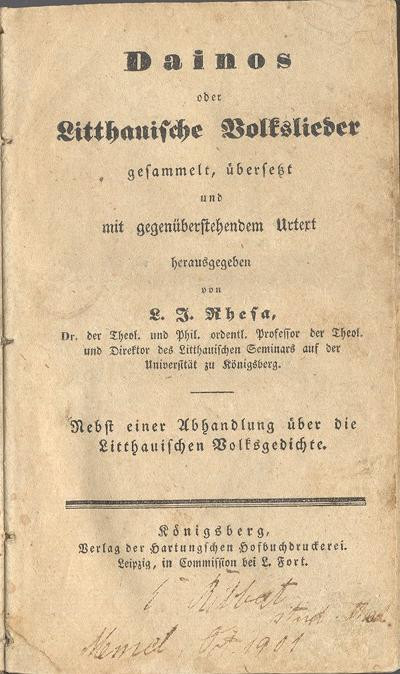 Dainos
oder
Litthauische Volkslieder
gesammelt, übersetzt
und
mit gegenüberstehendem Urtext
herausgegeben
von
L. J. Rhesa,
Dr. der Theol. und Phil. ordentl. Professor der Theol.
und Direktor des Litthauischen Seminars auf der
Universität zu Königsberg.
Nebst einer Abhandlung über die
Litthauischen Volksgedichte.
Königsberg,
Verlag der Hartungschen Hofbuchdruckerei.
Leipzig, in Commission bei L. Fort.
stud.
Memel 1901